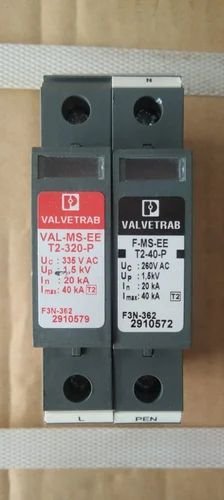 N
VALVETRAB
VAL-MS-EE
T2-320-P
Uc : 335 V AC
Up : 1,5 kV
In : 20 kA
Imax: 40 kA T2
F3N-362
2910579
VALVETRAB
F-MS-EE
T2-40-P
Uc : 260V AC
Up : 1,5kV
In : 20 kA
Imax: 40 kA T2
F3N-362
2910572
L
PEN